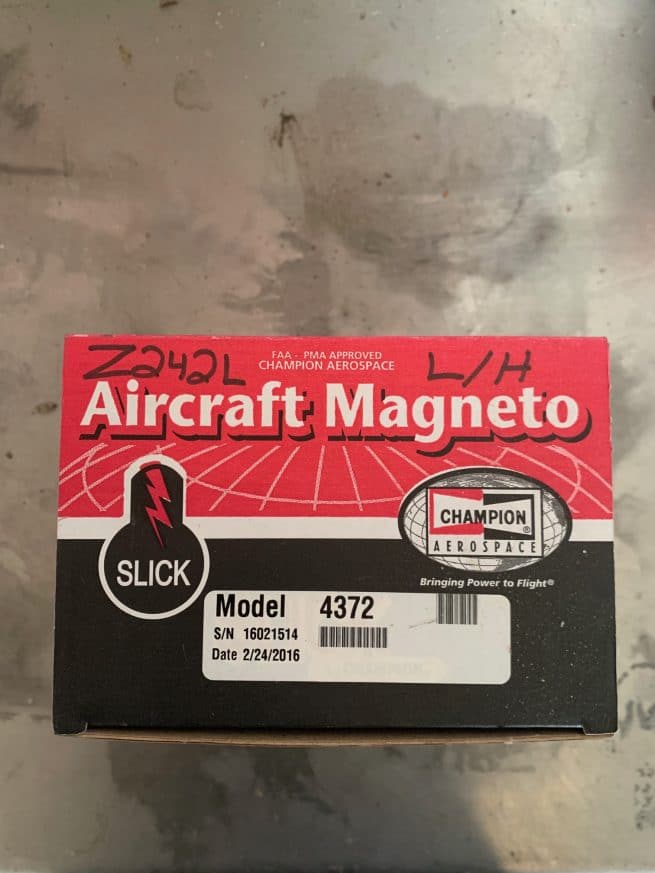 Z242L
L/H
FAA - PMA APPROVED
CHAMPION AEROSPACE
Aircraft Magneto
SLICK
CHAMPION®
AEROSPACE
Bringing Power to Flight®
Model 4372
S/N 16021514
Date 2/24/2016